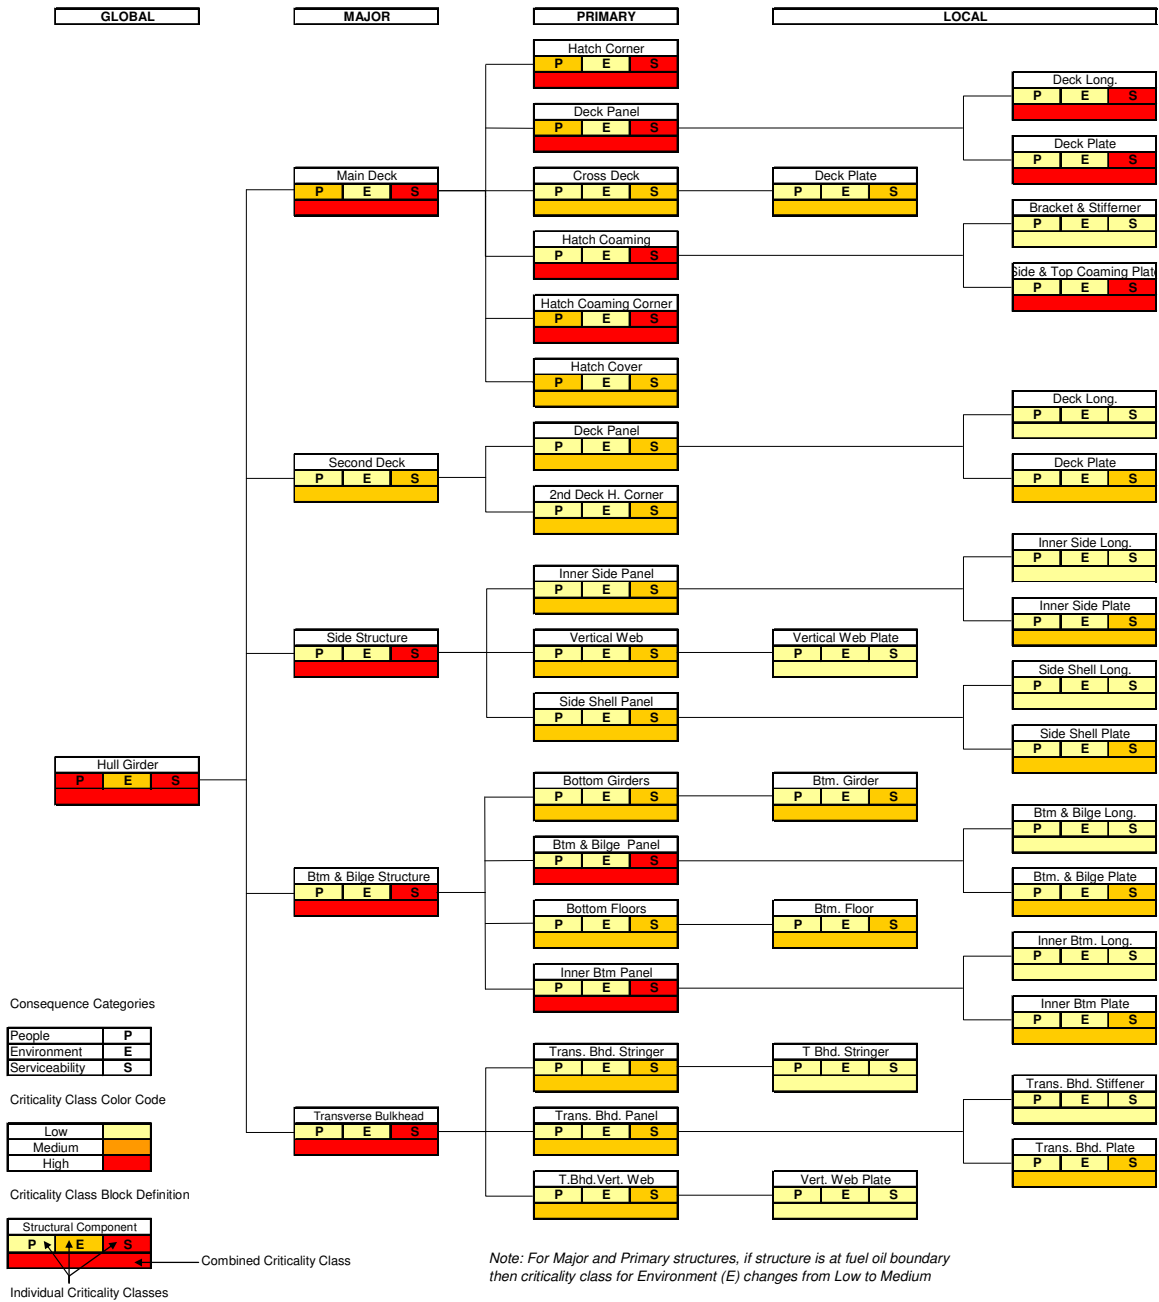 GLOBAL
MAJOR
PRIMARY
LOCAL
Hatch Corner
P E S
Deck Long.
P E S
Deck Panel
P E S
Deck Plate
P E S
Main Deck
P E S
Cross Deck
P E S
Deck Plate
P E S
Bracket & Stifferner
P E S
Hatch Coaming
P E S
Side & Top Coaming Plate
P E S
Hatch Coaming Corner
P E S
Hatch Cover
P E S
Deck Long.
P E S
Deck Panel
P E S
Second Deck
P E S
Deck Plate
P E S
2nd Deck H. Corner
P E S
Inner Side Long.
P E S
Inner Side Panel
P E S
Inner Side Plate
P E S
Side Structure
P E S
Vertical Web
P E S
Vertical Web Plate
P E S
Side Shell Long.
P E S
Side Shell Panel
P E S
Side Shell Plate
P E S
Hull Girder
P E S
Bottom Girders
P E S
Btm. Girder
P E S
Btm & Bilge Long.
P E S
Btm & Bilge Panel
P E S
Btm & Bilge Structure
P E S
Btm. & Bilge Plate
P E S
Bottom Floors
P E S
Btm. Floor
P E S
Inner Btm. Long.
P E S
Inner Btm Panel
P E S
Inner Btm Plate
P E S
Trans. Bhd. Stringer
P E S
T Bhd. Stringer
P E S
Trans. Bhd. Stiffener
P E S
Transverse Bulkhead
P E S
Trans. Bhd. Panel
P E S
Trans. Bhd. Plate
P E S
T.Bhd.Vert. Web
P E S
Vert. Web Plate
P E S
Consequence Categories
People P
Environment E
Serviceability S
Criticality Class Color Code
Low
Medium
High
Criticality Class Block Definition
Structural Component
P E S
Combined Criticality Class
Individual Criticality Classes
Note: For Major and Primary structures, if structure is at fuel oil boundary
then criticality class for Environment (E) changes from Low to Medium